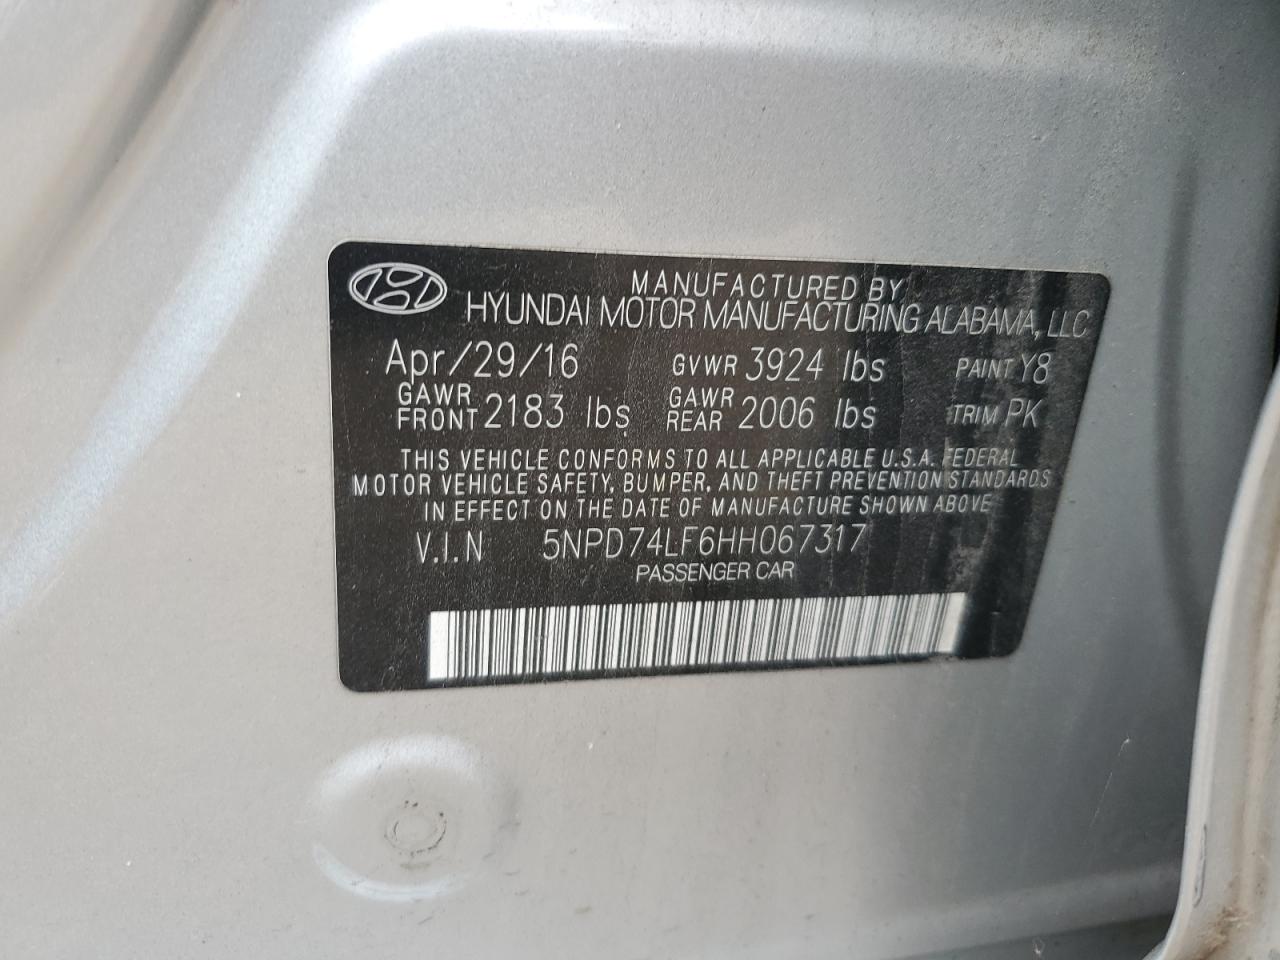 MANUFACTURED BY
HYUNDAI MOTOR MANUFACTURING ALABAMA, LLC
Apr/29/16 GVWR 3924 lbs PAINT Y8
GAWR FRONT 2183 lbs GAWR REAR 2006 lbs TRIM PK
THIS VEHICLE CONFORMS TO ALL APPLICABLE U.S.A. FEDERAL
MOTOR VEHICLE SAFETY, BUMPER, AND THEFT PREVENTION STANDARDS
IN EFFECT ON THE DATE OF MANUFACTURE SHOWN ABOVE
V.I.N 5NPD74LF6HH067317
PASSENGER CAR